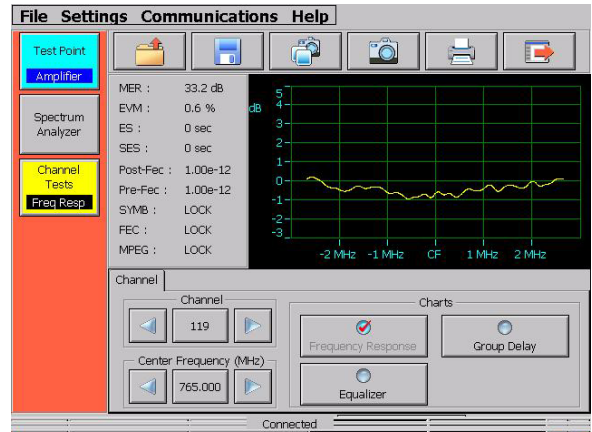 File Settings Communications Help
Test Point
Amplifier
Spectrum
Analyzer
Channel
Tests
Freq Resp
MER : 33.2 dB
EVM : 0.6 %
ES : 0 sec
SES : 0 sec
Post-Fec : 1.00e-12
Pre-Fec : 1.00e-12
SYMB : LOCK
FEC : LOCK
MPEG : LOCK
dB
5
4
3
2
1
0
-1
-2
-3
-2 MHz -1 MHz CF 1 MHz 2 MHz
Channel
Channel
119
Center Frequency (MHz)
765.000
Charts
Frequency Response
Group Delay
Equalizer
Connected